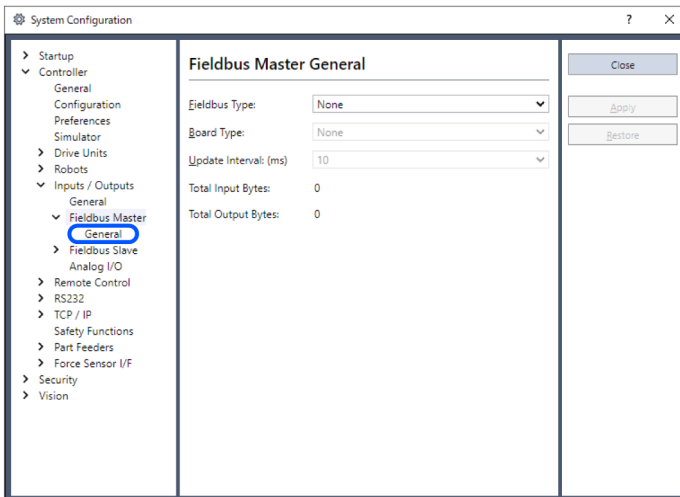 System Configuration
?
Startup
Controller
General
Configuration
Preferences
Simulator
Drive Units
Robots
Inputs / Outputs
General
Fieldbus Master
General
Fieldbus Slave
Analog I/O
Remote Control
RS232
TCP / IP
Safety Functions
Part Feeders
Force Sensor I/F
Security
Vision
Fieldbus Master General
Fieldbus Type: None
Board Type: None
Update Interval: (ms) 10
Total Input Bytes: 0
Total Output Bytes: 0
Close
Apply
Restore